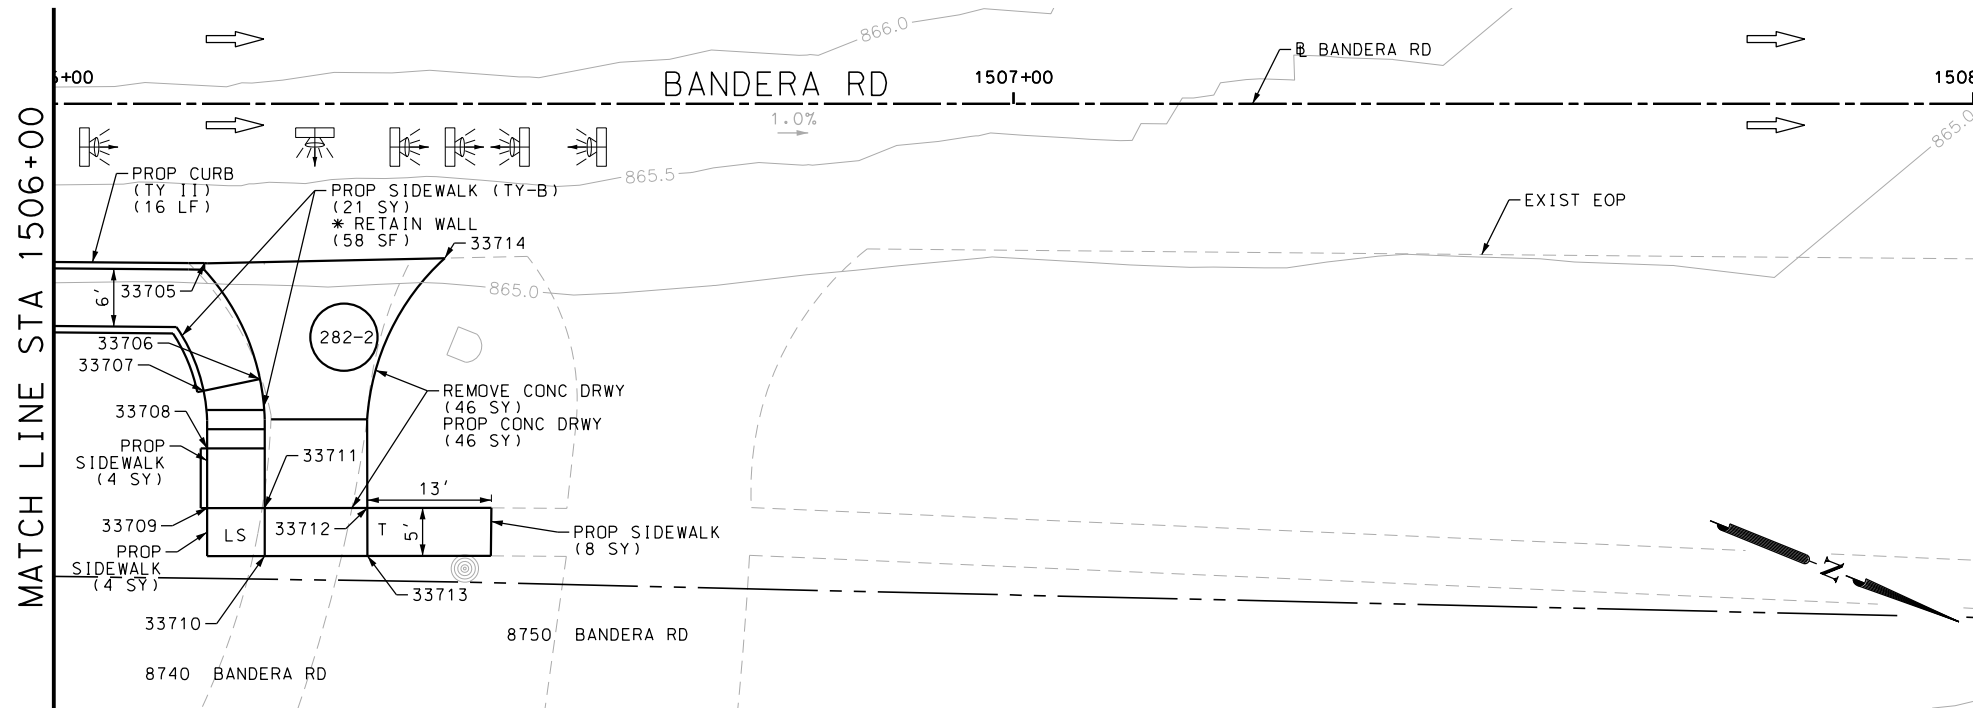 866.0
℄ BANDERA RD
5+00
BANDERA RD
1507+00
1508
1.0%
865.0
MATCH LINE STA 1506+00
PROP CURB
(TY II)
(16 LF)
PROP SIDEWALK (TY-B)
(21 SY)
* RETAIN WALL
(58 SF)
865.5
EXIST EOP
33714
33705
6'
865.0
33706
282-2
33707
REMOVE CONC DRWY
(46 SY)
PROP CONC DRWY
(46 SY)
33708
PROP
SIDEWALK
(4 SY)
33711
13'
33709
LS
33712
T
5'
PROP SIDEWALK
(8 SY)
PROP
SIDEWALK
(4 SY)
N
33713
33710
8750 BANDERA RD
8740 BANDERA RD